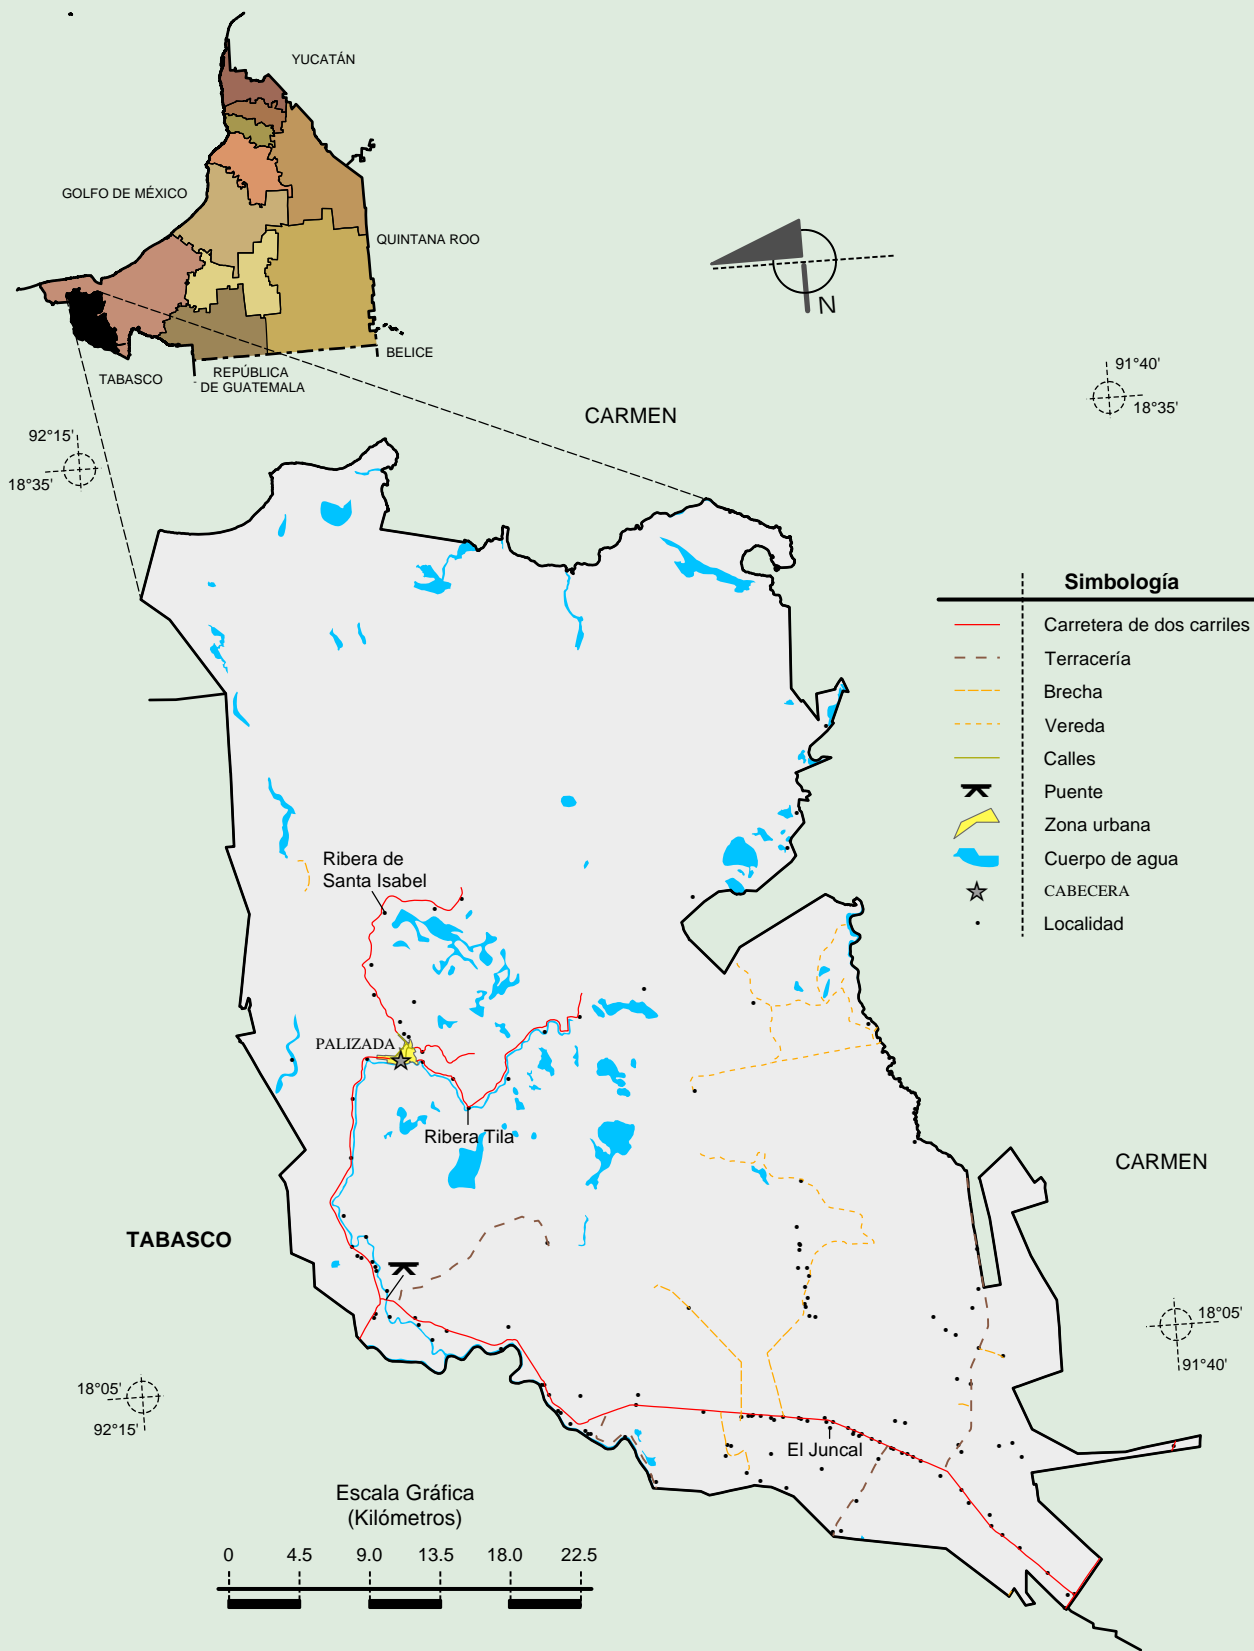 YUCATÁN
GOLFO DE MÉXICO
QUINTANA ROO
BELICE
REPÚBLICA
DE GUATEMALA
TABASCO
N
CARMEN
91°40'
18°35'
92°15'
18°35'
Simbología
Carretera de dos carriles
Terracería
Brecha
Vereda
Calles
Puente
Zona urbana
Cuerpo de agua
CABECERA
Localidad
Ribera de
Santa Isabel
PALIZADA
Ribera Tila
CARMEN
TABASCO
18°05'
91°40'
18°05'
92°15'
El Juncal
Escala Gráfica
(Kilómetros)
0 4.5 9.0 13.5 18.0 22.5